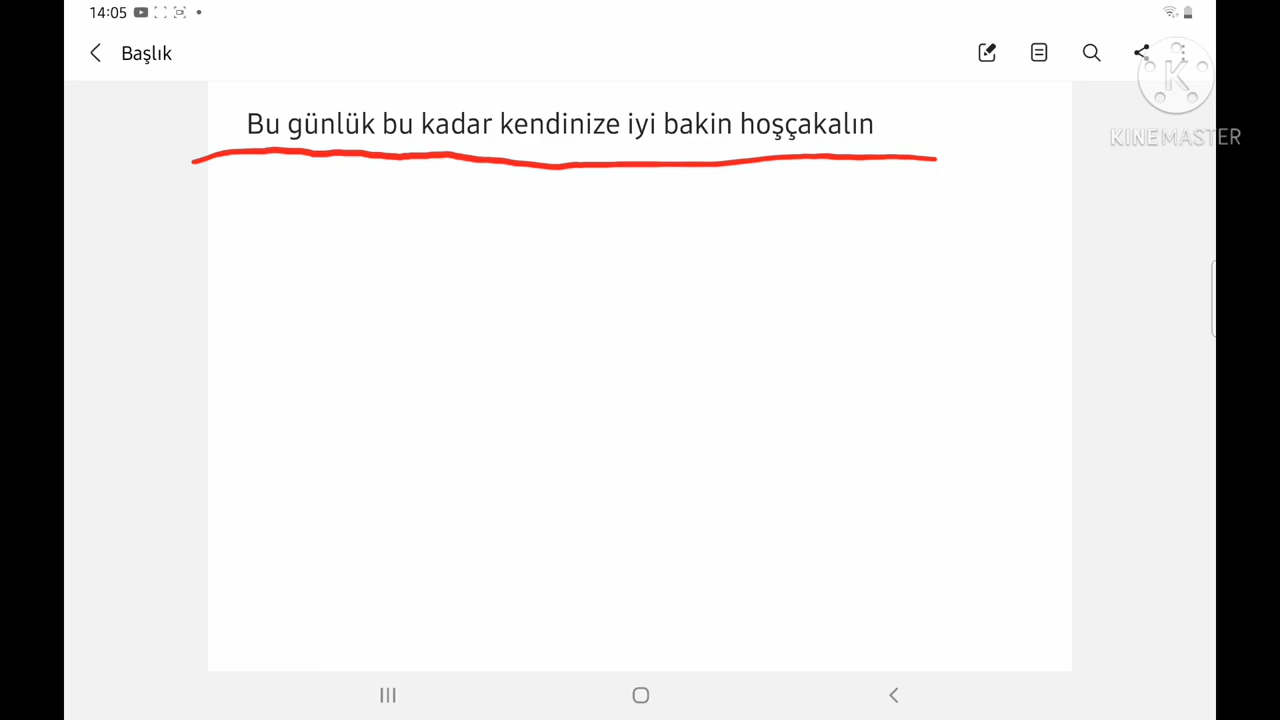 14:05
Başlık
Bu günlük bu kadar kendinize iyi bakin hoşçakalın
K
KINEMASTER